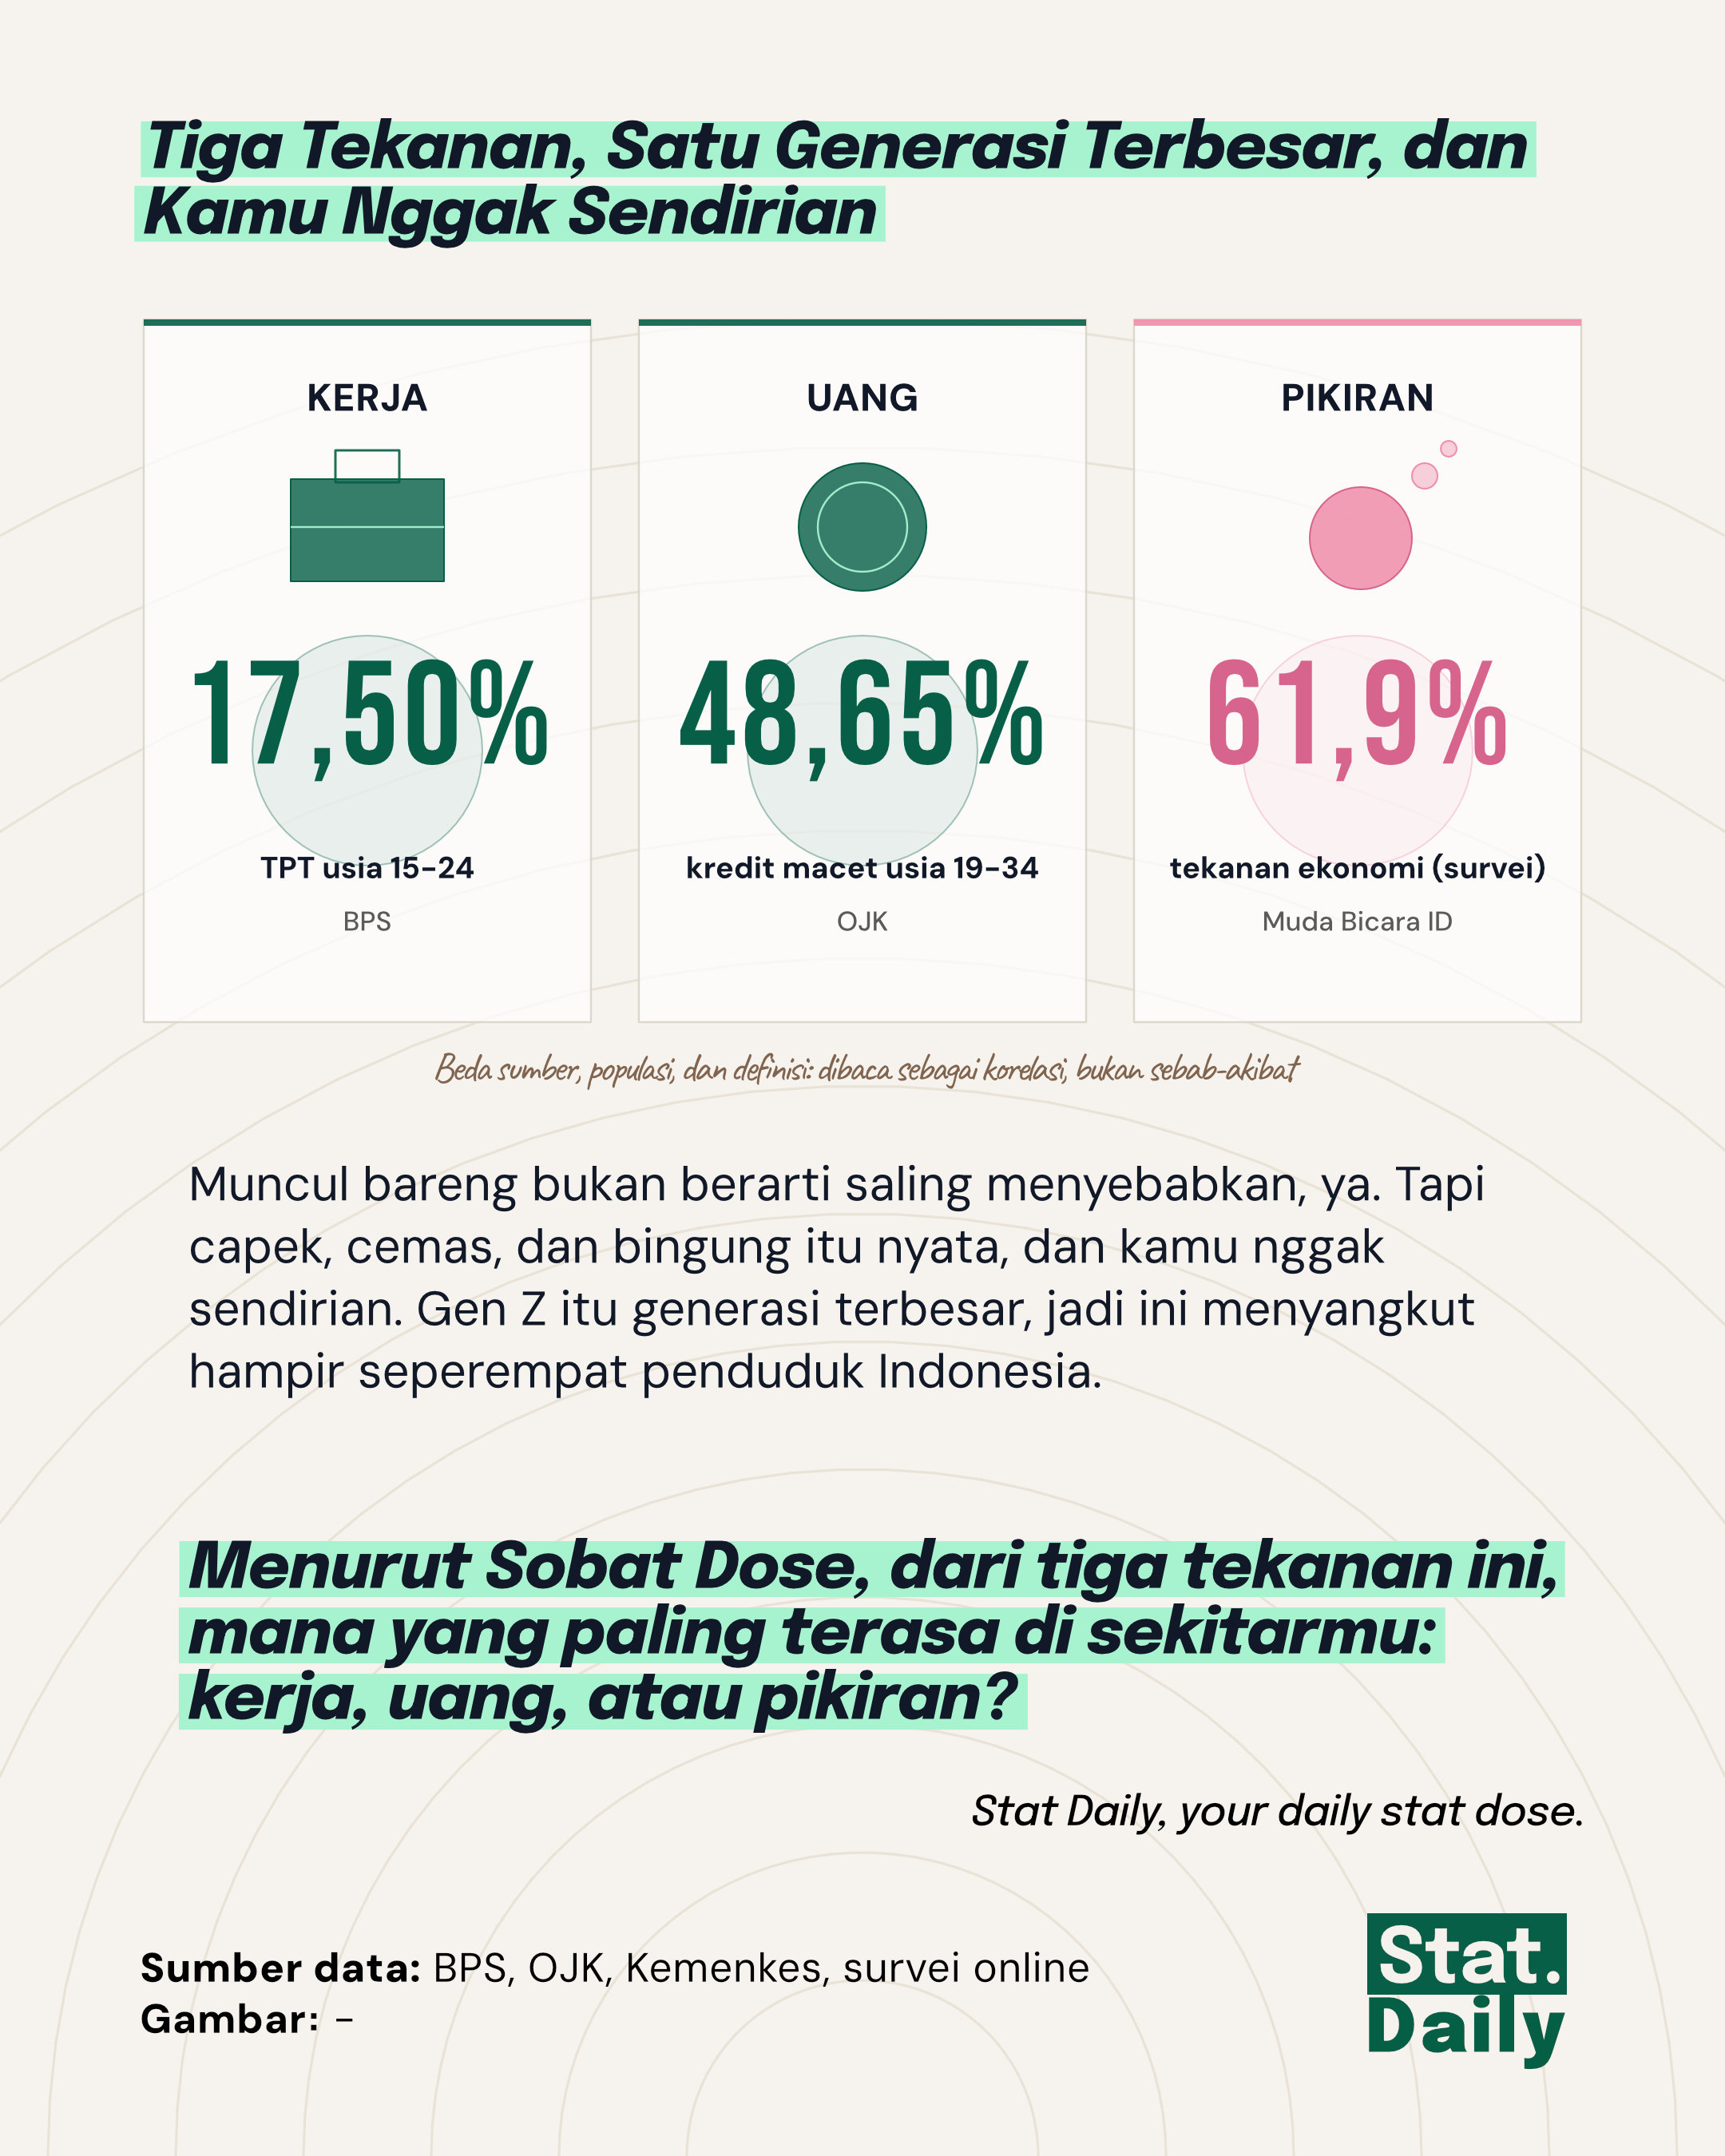 Tiga Tekanan, Satu Generasi Terbesar, dan
Kamu Nggak Sendirian
KERJA
17,50%
TPT usia 15-24
BPS
UANG
48,65%
kredit macet usia 19-34
OJK
PIKIRAN
61,9%
tekanan ekonomi (survei)
Muda Bicara ID
Beda sumber, populasi, dan definisi: dibaca sebagai korelasi, bukan sebab-akibat
Muncul bareng bukan berarti saling menyebabkan, ya. Tapi
capek, cemas, dan bingung itu nyata, dan kamu nggak
sendirian. Gen Z itu generasi terbesar, jadi ini menyangkut
hampir seperempat penduduk Indonesia.
Menurut Sobat Dose, dari tiga tekanan ini,
mana yang paling terasa di sekitarmu:
kerja, uang, atau pikiran?
Stat Daily, your daily stat dose.
Sumber data: BPS, OJK, Kemenkes, survei online
Gambar: -
Stat.
Daily